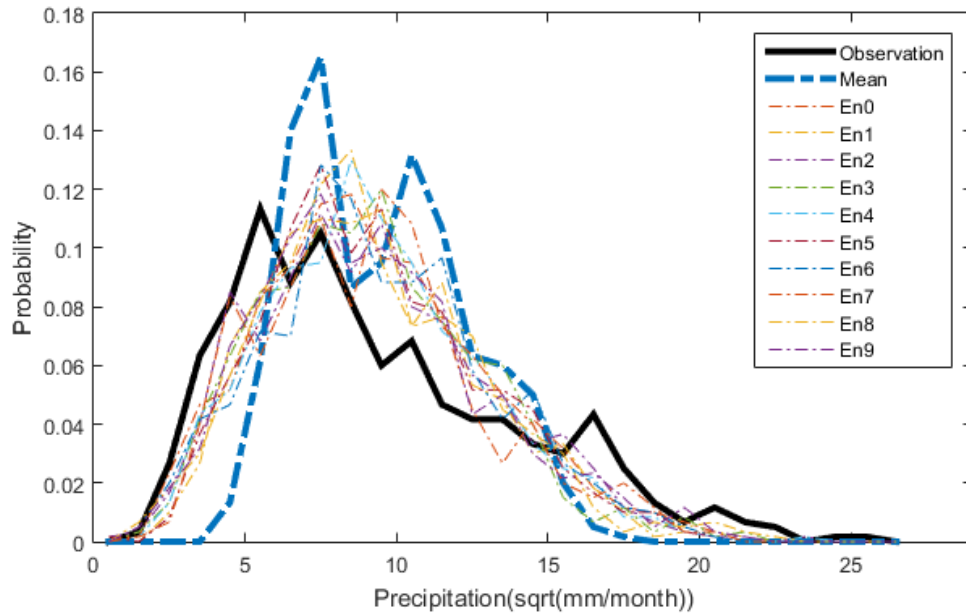 0.18
0.16
0.14
0.12
0.1
0.08
0.06
0.04
0.02
0
Probability
0
5
10
15
20
25
Precipitation(sqrt(mm/month))
Observation
Mean
En0
En1
En2
En3
En4
En5
En6
En7
En8
En9